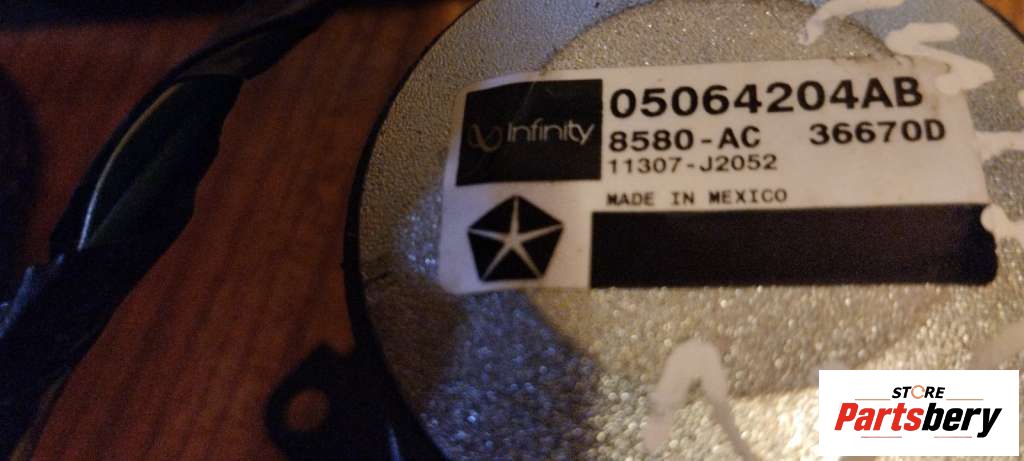 Infinity
05064204AB
8580-AC 36670D
11307-J2052
MADE IN MEXICO
STORE
Partsbery